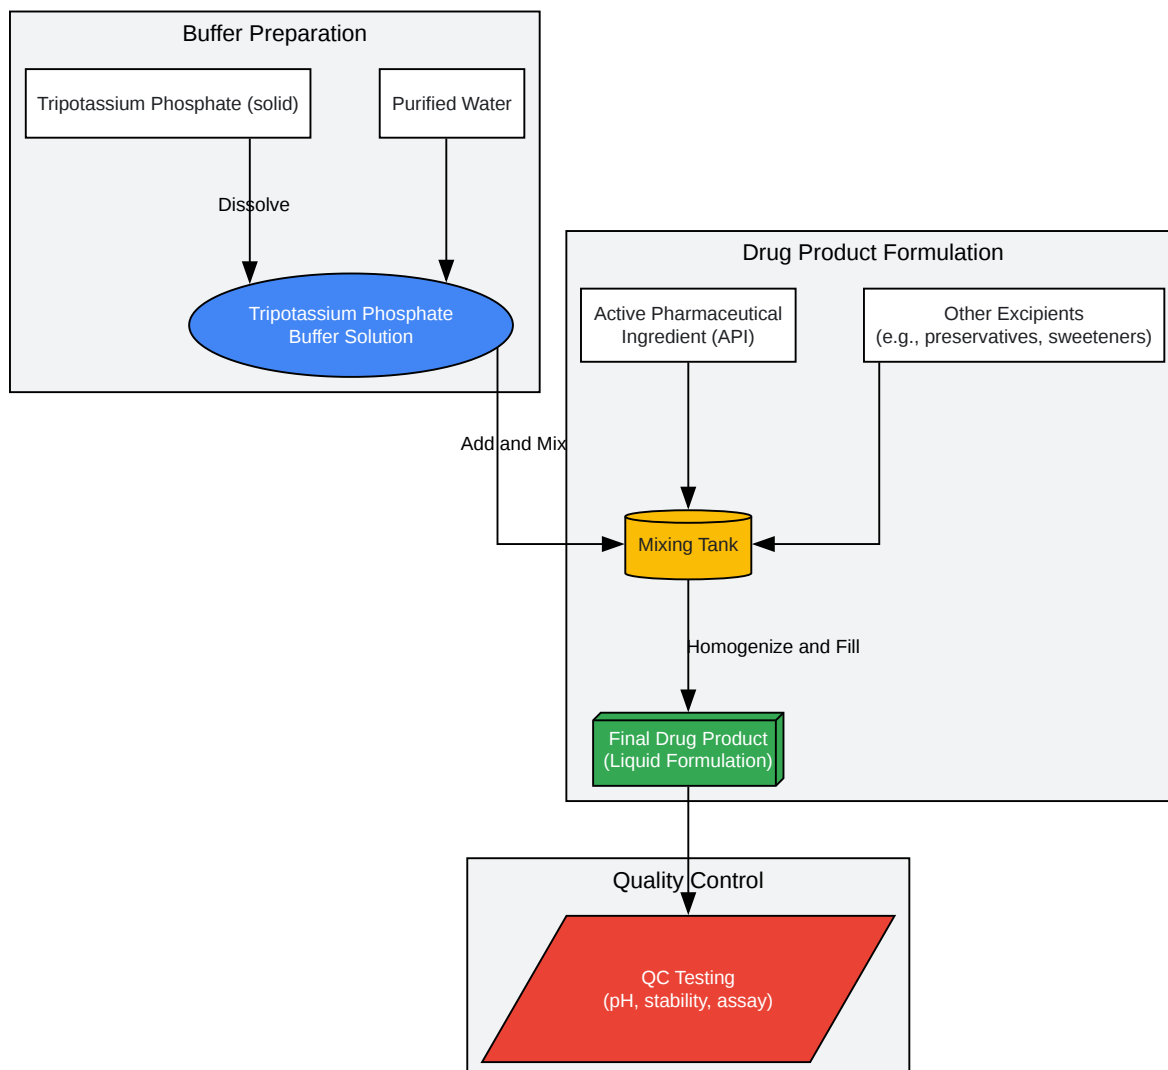 Buffer Preparation
Tripotassium Phosphate (solid)
Purified Water
Dissolve
Tripotassium Phosphate
Buffer Solution
Drug Product Formulation
Active Pharmaceutical
Ingredient (API)
Other Excipients
(e.g., preservatives, sweeteners)
Add and Mix
Mixing Tank
Homogenize and Fill
Final Drug Product
(Liquid Formulation)
Quality Control
QC Testing
(pH, stability, assay)